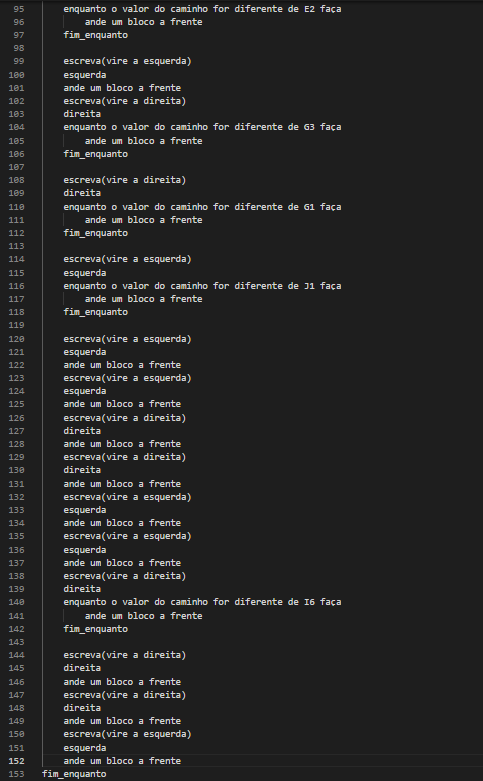 95 enquanto o valor do caminho for diferente de E2 faça
96 ande um bloco a frente
97 fim_enquanto
98
99 escreva(vire a esquerda)
100 esquerda
101 ande um bloco a frente
102 escreva(vire a direita)
103 direita
104 enquanto o valor do caminho for diferente de G3 faça
105 ande um bloco a frente
106 fim_enquanto
107
108 escreva(vire a direita)
109 direita
110 enquanto o valor do caminho for diferente de G1 faça
111 ande um bloco a frente
112 fim_enquanto
113
114 escreva(vire a esquerda)
115 esquerda
116 enquanto o valor do caminho for diferente de J1 faça
117 ande um bloco a frente
118 fim_enquanto
119
120 escreva(vire a esquerda)
121 esquerda
122 ande um bloco a frente
123 escreva(vire a esquerda)
124 esquerda
125 ande um bloco a frente
126 escreva(vire a direita)
127 direita
128 ande um bloco a frente
129 escreva(vire a direita)
130 direita
131 ande um bloco a frente
132 escreva(vire a esquerda)
133 esquerda
134 ande um bloco a frente
135 escreva(vire a esquerda)
136 esquerda
137 ande um bloco a frente
138 escreva(vire a direita)
139 direita
140 enquanto o valor do caminho for diferente de I6 faça
141 ande um bloco a frente
142 fim_enquanto
143
144 escreva(vire a direita)
145 direita
146 ande um bloco a frente
147 escreva(vire a direita)
148 direita
149 ande um bloco a frente
150 escreva(vire a esquerda)
151 esquerda
152 ande um bloco a frente
153 fim_enquanto